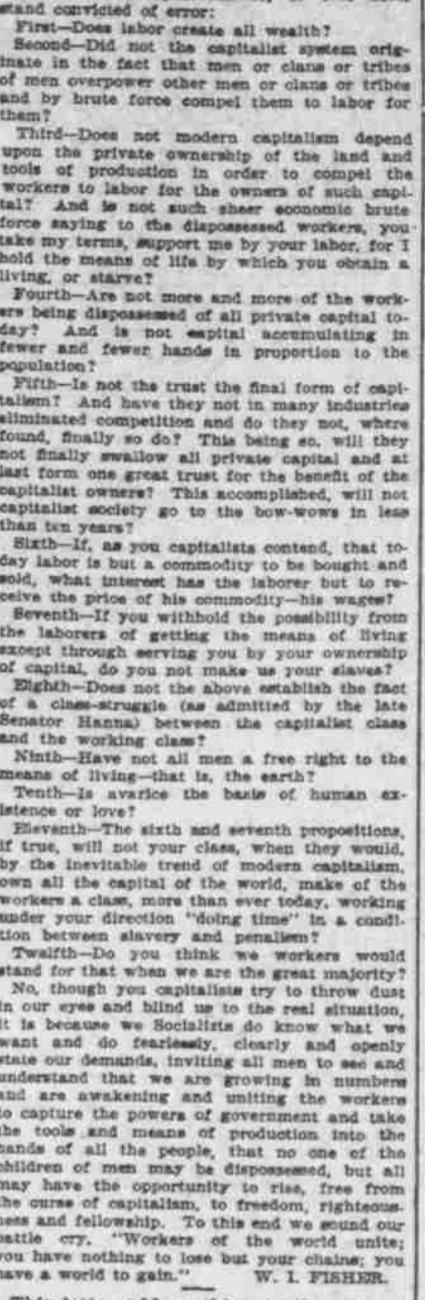 stand convicted of error:
First—Does labor create all wealth?
Second—Did not the capitalist system orig-
inate in the fact that men or clans or tribes
of men overpower other men or clans or tribes
and by brute force compel them to labor for
them?
Third—Does not modern capitalism depend
upon the private ownership of the land and
tools of production in order to compel the
workers to labor for the owners of such capi-
tal? And is not such sheer economic brute
force saying to the dispossessed workers, you
take my terms, support me by your labor, for I
hold the means of life by which you obtain a
living, or starve?
Fourth—Are not more and more of the work-
ers being dispossessed of all private capital to-
day? And is not capital accumulating in
fewer and fewer hands in proportion to the
population?
Fifth—Is not the trust the final form of capi-
talism? And have they not in many industries
eliminated competition and do they not, where
found, finally so do? This being so, will they
not finally swallow all private capital and at
last form one great trust for the benefit of the
capitalist owners? This accomplished, will not
capitalist society go to the bow-wows in less
than ten years?
Sixth—If, as you capitalists contend, that to-
day labor is but a commodity to be bought and
sold, what interest has the laborer but to re-
ceive the price of his commodity—his wages?
Seventh—If you withhold the possibility from
the laborers of getting the means of living
except through serving you by your ownership
of capital, do you not make us your slaves?
Eighth—Does not the above establish the fact
of a class-struggle (as admitted by the late
Senator Hanna) between the capitalist class
and the working class?
Ninth—Have not all men a free right to the
means of living—that is, the earth?
Tenth—Is avarice the basis of human ex-
istence or love?
Eleventh—The sixth and seventh propositions,
if true, will not your class, when they would,
by the inevitable trend of modern capitalism,
own all the capital of the world, make of the
workers a class, more than ever today, working
under your direction "doing time" in a condi-
tion between slavery and penalism?
Twelfth—Do you think we workers would
stand for that when we are the great majority?
No, though you capitalists try to throw dust
in our eyes and blind us to the real situation,
it is because we Socialists do know what we
want and do fearlessly, clearly and openly
state our demands, inviting all men to see and
understand that we are growing in numbers
and are awakening and uniting the workers
to capture the powers of government and take
the tools and means of production into the
hands of all the people, that no one of the
children of men may be dispossessed, but all
may have the opportunity to rise, free from
the curse of capitalism, to freedom, righteous-
ness and fellowship. To this end we sound our
battle cry, "Workers of the world unite;
you have nothing to lose but your chains; you
have a world to gain." W. I. FISHER.